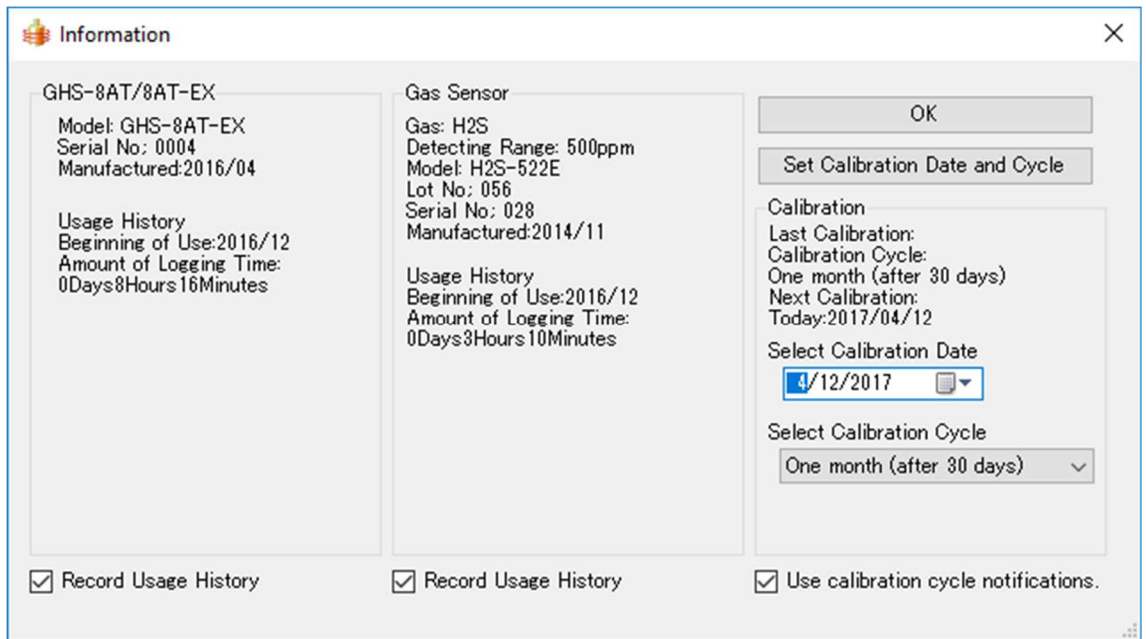 Information
GHS-8AT/8AT-EX
Model: GHS-8AT-EX
Serial No; 0004
Manufactured:2016/04
Usage History
Beginning of Use:2016/12
Amount of Logging Time:
0Days8Hours16Minutes
Record Usage History
Gas Sensor
Gas: H2S
Detecting Range: 500ppm
Model: H2S-522E
Lot No; 056
Serial No; 028
Manufactured:2014/11
Usage History
Beginning of Use:2016/12
Amount of Logging Time:
0Days3Hours10Minutes
Record Usage History
OK
Set Calibration Date and Cycle
Calibration
Last Calibration:
Calibration Cycle:
One month (after 30 days)
Next Calibration:
Today:2017/04/12
Select Calibration Date
4/12/2017
Select Calibration Cycle
One month (after 30 days)
Use calibration cycle notifications.